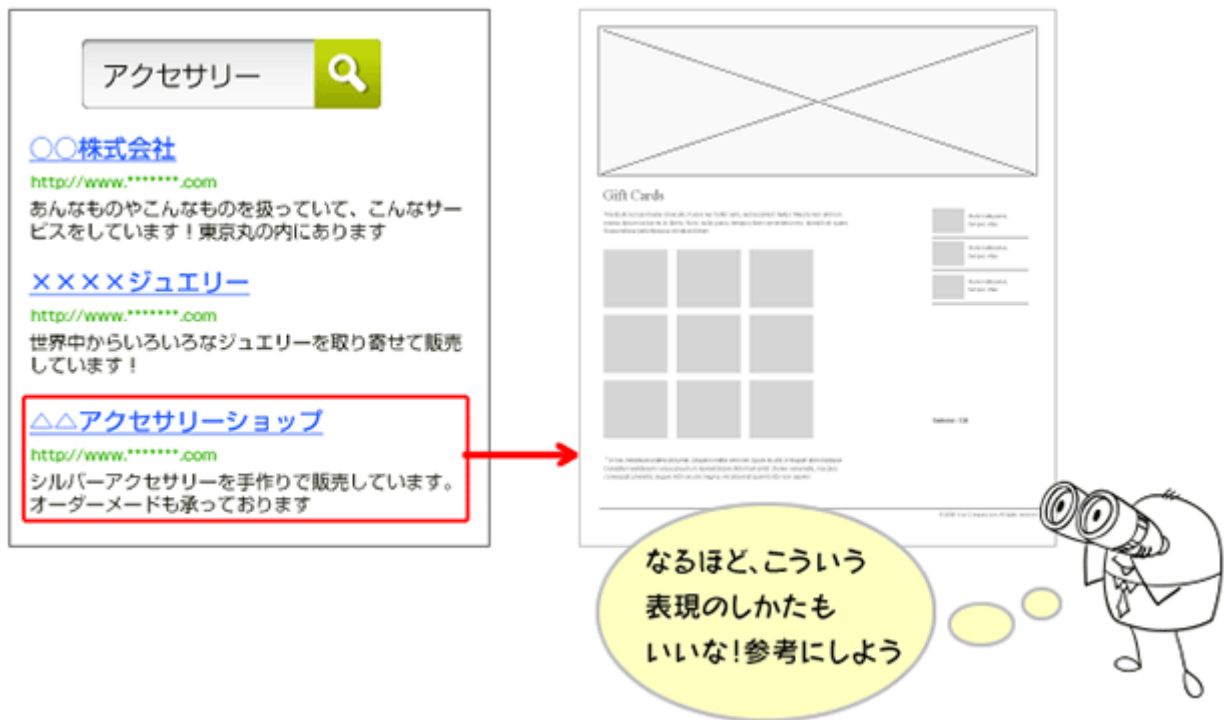 アクセサリー
○○株式会社
http://www.*******.com
あんなものやこんなものを扱っていて、こんなサー
ビスをしています！東京丸の内にあります
××××ジュエリー
http://www.*******.com
世界中からいろいろなジュエリーを取り寄せて販売
しています！
△△アクセサリーショップ
http://www.*******.com
シルバーアクセサリーを手作りで販売しています。
オーダーメードも承っております
Gift Cards
なるほど、こういう
表現のしかたも
いいな!参考にしよう